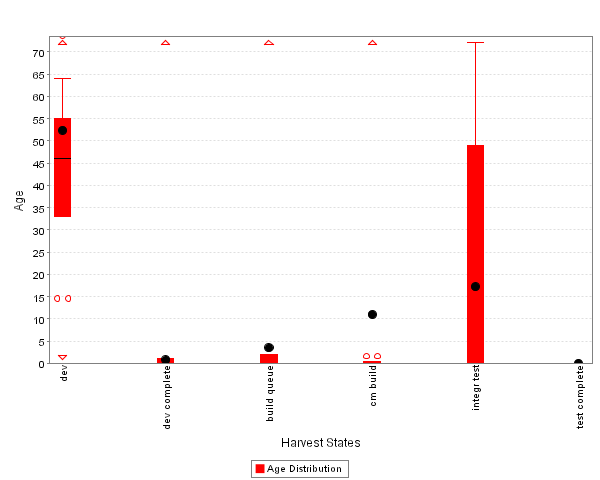 70
65
60
55
50
45
40
35
30
25
20
15
10
5
0
Age
dev
dev complete
build queue
cm build
integr test
test complete
Harvest States
Age Distribution